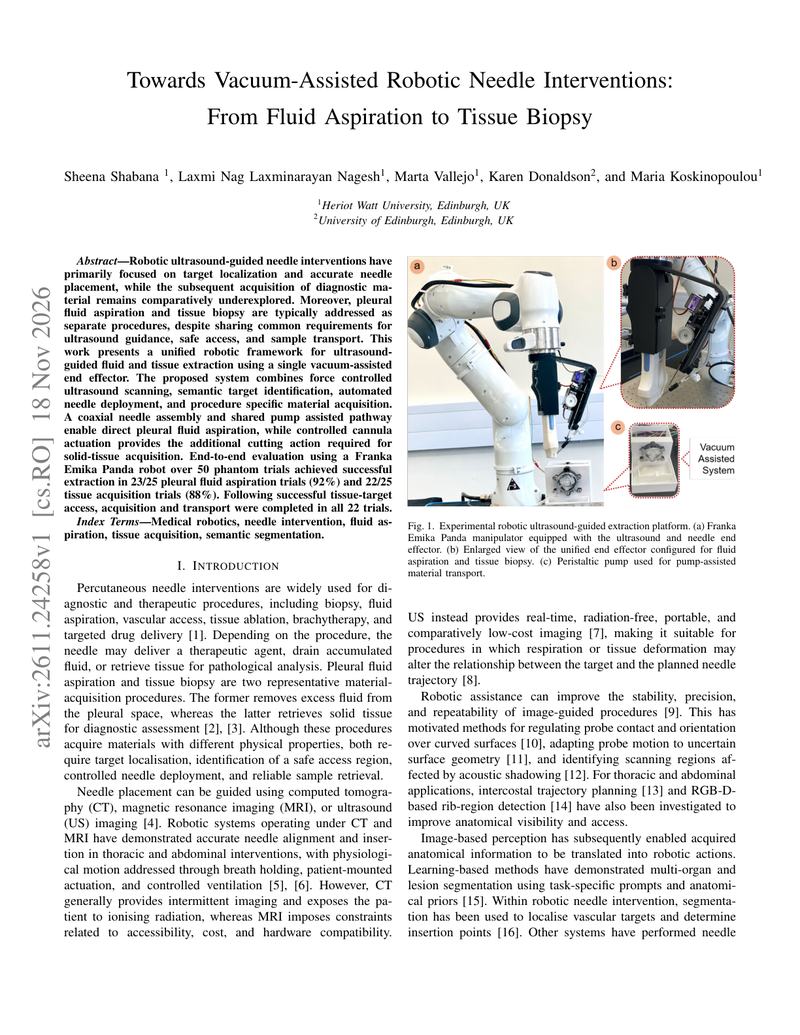 Towards Vacuum-Assisted Robotic Needle Interventions:
From Fluid Aspiration to Tissue Biopsy
Sheena Shabana 1, Laxmi Nag Laxminarayan Nagesh1, Marta Vallejo1, Karen Donaldson2, and Maria Koskinopoulou1
1Heriot Watt University, Edinburgh, UK
2University of Edinburgh, Edinburgh, UK
arXiv:2611.24258v1 [cs.RO] 18 Nov 2026
Abstract—Robotic ultrasound-guided needle interventions have
primarily focused on target localization and accurate needle
placement, while the subsequent acquisition of diagnostic ma-
terial remains comparatively underexplored. Moreover, pleural
fluid aspiration and tissue biopsy are typically addressed as
separate procedures, despite sharing common requirements for
ultrasound guidance, safe access, and sample transport. This
work presents a unified robotic framework for ultrasound-
guided fluid and tissue extraction using a single vacuum-assisted
end effector. The proposed system combines force controlled
ultrasound scanning, semantic target identification, automated
needle deployment, and procedure specific material acquisition.
A coaxial needle assembly and shared pump assisted pathway
enable direct pleural fluid aspiration, while controlled cannula
actuation provides the additional cutting action required for
solid-tissue acquisition. End-to-end evaluation using a Franka
Emika Panda robot over 50 phantom trials achieved successful
extraction in 23/25 pleural fluid aspiration trials (92%) and 22/25
tissue acquisition trials (88%). Following successful tissue-target
access, acquisition and transport were completed in all 22 trials.
Index Terms—Medical robotics, needle intervention, fluid as-
piration, tissue acquisition, semantic segmentation.
I. INTRODUCTION
Percutaneous needle interventions are widely used for di-
agnostic and therapeutic procedures, including biopsy, fluid
aspiration, vascular access, tissue ablation, brachytherapy, and
targeted drug delivery [1]. Depending on the procedure, the
needle may deliver a therapeutic agent, drain accumulated
fluid, or retrieve tissue for pathological analysis. Pleural fluid
aspiration and tissue biopsy are two representative material-
acquisition procedures. The former removes excess fluid from
the pleural space, whereas the latter retrieves solid tissue
for diagnostic assessment [2], [3]. Although these procedures
acquire materials with different physical properties, both re-
quire target localisation, identification of a safe access region,
controlled needle deployment, and reliable sample retrieval.
Needle placement can be guided using computed tomogra-
phy (CT), magnetic resonance imaging (MRI), or ultrasound
(US) imaging [4]. Robotic systems operating under CT and
MRI have demonstrated accurate needle alignment and inser-
tion in thoracic and abdominal interventions, with physiologi-
cal motion addressed through breath holding, patient-mounted
actuation, and controlled ventilation [5], [6]. However, CT
generally provides intermittent imaging and exposes the pa-
tient to ionising radiation, whereas MRI imposes constraints
related to accessibility, cost, and hardware compatibility.
a
b
c
Vacuum
Assisted
System
Fig. 1. Experimental robotic ultrasound-guided extraction platform. (a) Franka
Emika Panda manipulator equipped with the ultrasound and needle end
effector. (b) Enlarged view of the unified end effector configured for fluid
aspiration and tissue biopsy. (c) Peristaltic pump used for pump-assisted
material transport.
US instead provides real-time, radiation-free, portable, and
comparatively low-cost imaging [7], making it suitable for
procedures in which respiration or tissue deformation may
alter the relationship between the target and the planned needle
trajectory [8].
Robotic assistance can improve the stability, precision,
and repeatability of image-guided procedures [9]. This has
motivated methods for regulating probe contact and orientation
over curved surfaces [10], adapting probe motion to uncertain
surface geometry [11], and identifying scanning regions af-
fected by acoustic shadowing [12]. For thoracic and abdominal
applications, intercostal trajectory planning [13] and RGB-D-
based rib-region detection [14] have also been investigated to
improve anatomical visibility and access.
Image-based perception has subsequently enabled acquired
anatomical information to be translated into robotic actions.
Learning-based methods have demonstrated multi-organ and
lesion segmentation using task-specific prompts and anatomi-
cal priors [15]. Within robotic needle intervention, segmenta-
tion has been used to localise vascular targets and determine
insertion points [16]. Other systems have performed needle